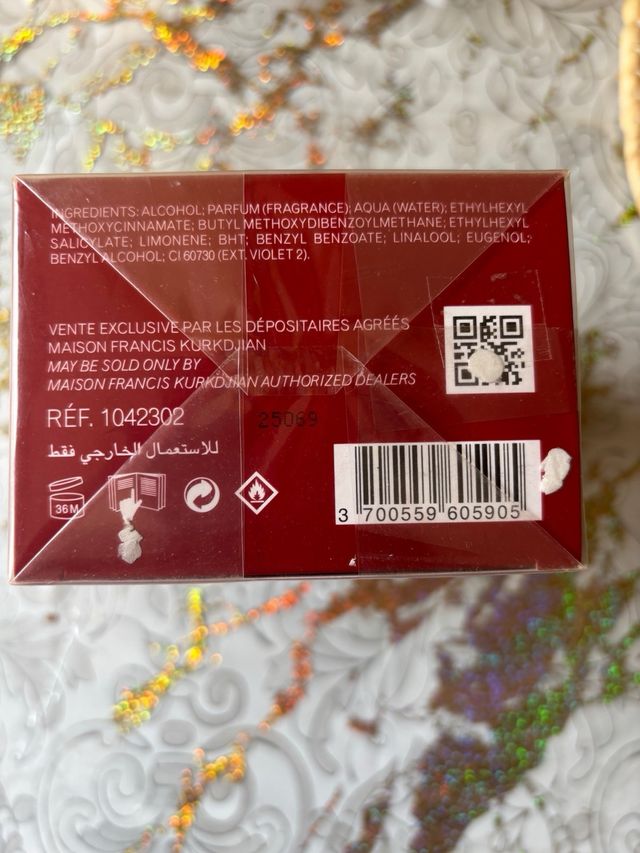 INGREDIENTS: ALCOHOL; PARFUM (FRAGRANCE); AQUA (WATER); ETHYLHEXYL
METHOXYCINNAMATE; BUTYL METHOXYDIBENZOYLMETHANE; ETHYLHEXYL
SALICYLATE; LIMONENE; BHT; BENZYL BENZOATE; LINALOOL; EUGENOL;
BENZYL ALCOHOL; CI 60730 (EXT. VIOLET 2).
VENTE EXCLUSIVE PAR LES DÉPOSITAIRES AGRÉÉS
MAISON FRANCIS KURKDJIAN
MAY BE SOLD ONLY BY
MAISON FRANCIS KURKDJIAN AUTHORIZED DEALERS
RÉF. 1042302
25069
للاستعمال الخارجي فقط
36M
3 700559 605905